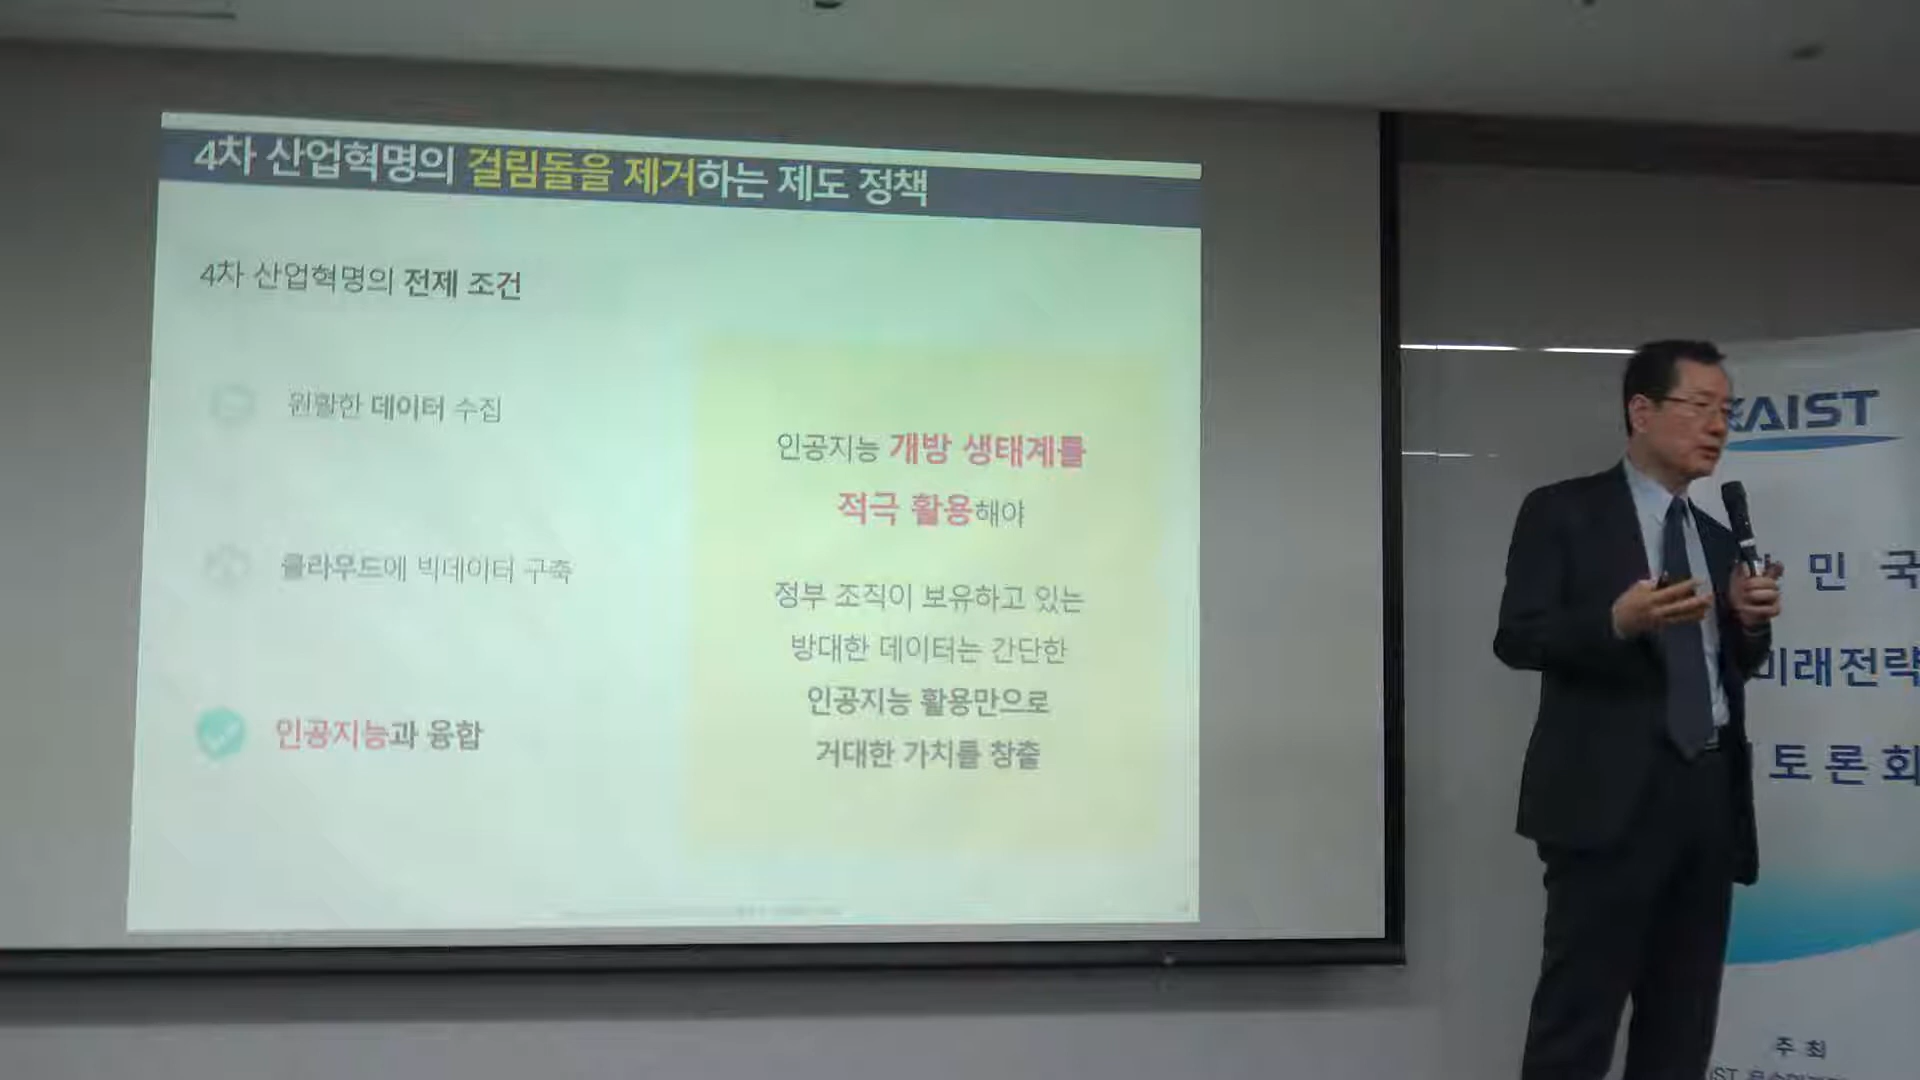 4차 산업혁명의 걸림돌을 제거하는 제도 정책
4차 산업혁명의 전제 조건
원활한 데이터 수집
클라우드에 빅데이터 구축
인공지능과 융합
인공지능 개방 생태계를
적극 활용해야
정부 조직이 보유하고 있는
방대한 데이터는 간단한
인공지능 활용만으로
거대한 가치를 창출
KAIST
민국
미래전략
토론회
주최